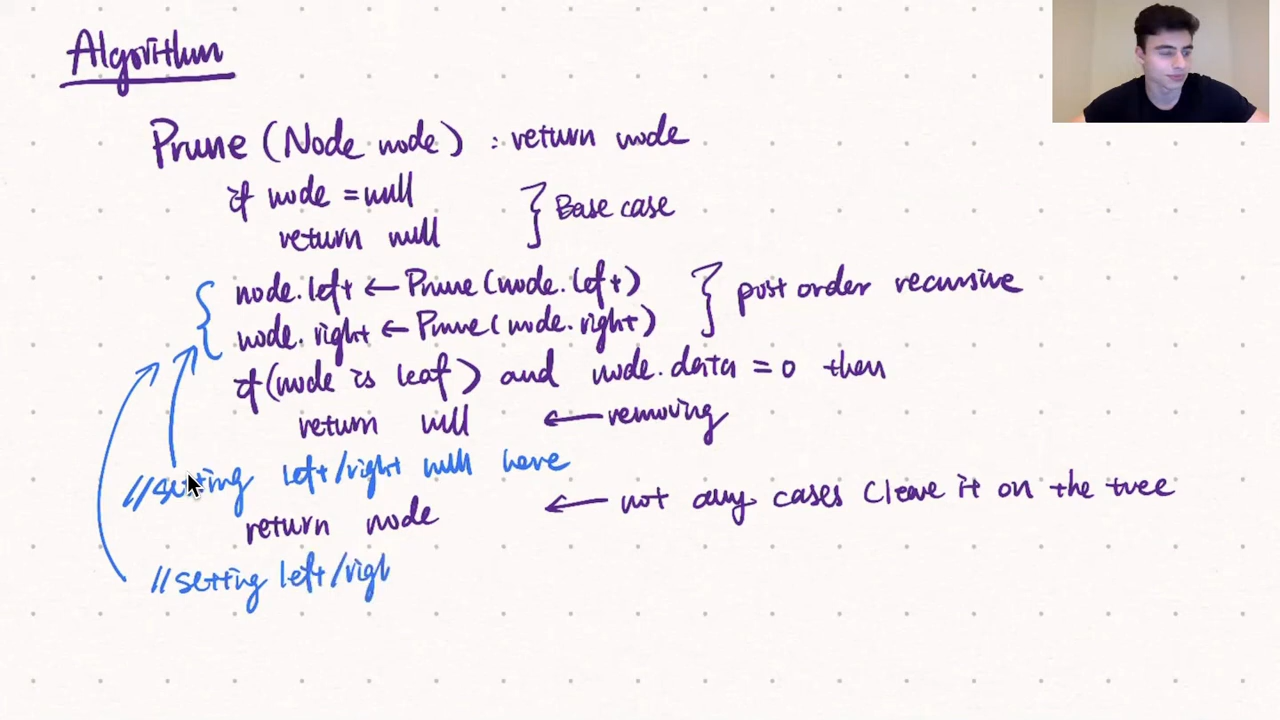 Algorithm
Prune (Node node) : return node
if node = null
return null
} Base case
node.left ← Prune (node.left)
node.right ← Prune (node.right)
} post order recursive
if (node is leaf) and node.data = 0 then
return null ← removing
//setting left/right null here
return node ← not any cases (leave it on the tree
//setting left/righ